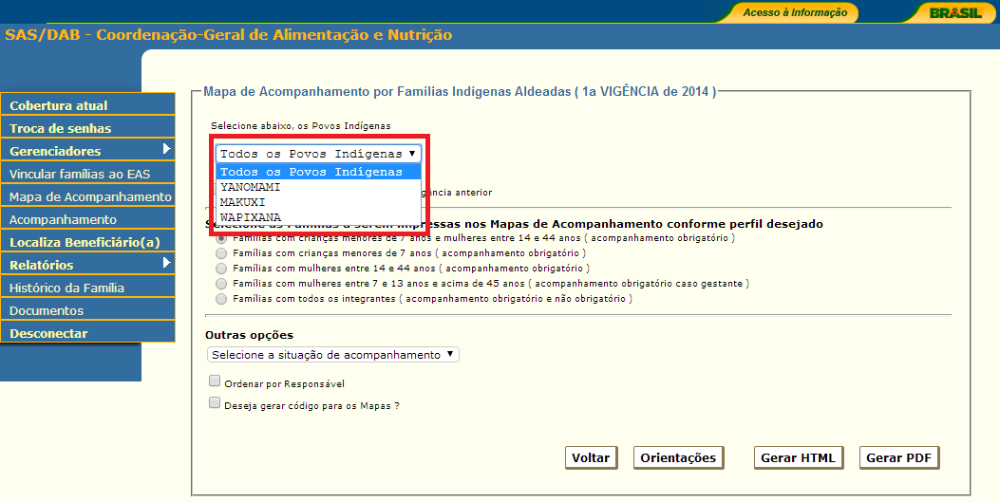 Acesso à Informação
BRASIL
SAS/DAB - Coordenação-Geral de Alimentação e Nutrição
Cobertura atual
Troca de senhas
Gerenciadores
Vincular famílias ao EAS
Mapa de Acompanhamento
Acompanhamento
Localiza Beneficiário(a)
Relatórios
Histórico da Família
Documentos
Desconectar
Mapa de Acompanhamento por Famílias Indígenas Aldeadas ( 1a VIGÊNCIA de 2014 )
Selecione abaixo, os Povos Indígenas
Todos os Povos Indígenas
Todos os Povos Indígenas
YANOMAMI
MAKUXI
WAPIXANA
anterior
Selecione as Famílias a serem impressas nos Mapas de Acompanhamento conforme perfil desejado
Famílias com crianças menores de 7 anos e mulheres entre 14 e 44 anos ( acompanhamento obrigatório )
Famílias com crianças menores de 7 anos ( acompanhamento obrigatório )
Famílias com mulheres entre 14 e 44 anos ( acompanhamento obrigatório )
Famílias com mulheres entre 7 e 13 anos e acima de 45 anos ( acompanhamento obrigatório caso gestante )
Famílias com todos os integrantes ( acompanhamento obrigatório e não obrigatório )
Outras opções
Selecione a situação de acompanhamento
Ordenar por Responsável
Deseja gerar código para os Mapas ?
Voltar
Orientações
Gerar HTML
Gerar PDF